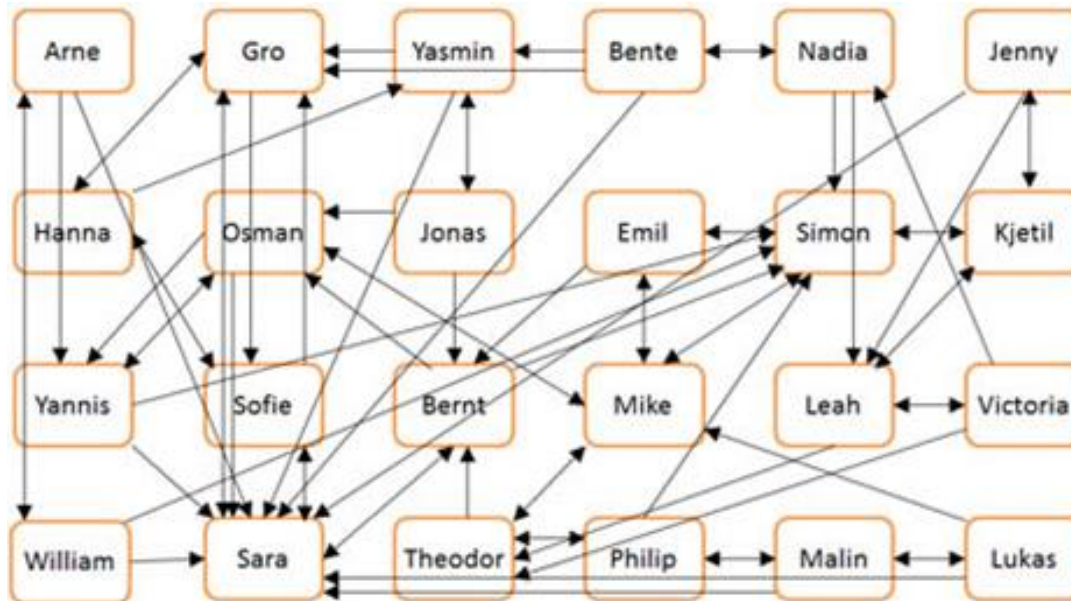 Arne Gro Yasmin Bente Nadia Jenny
Hanna Osman Jonas Emil Simon Kjetil
Yannis Sofie Bernt Mike Leah Victoria
William Sara Theodor Philip Malin Lukas